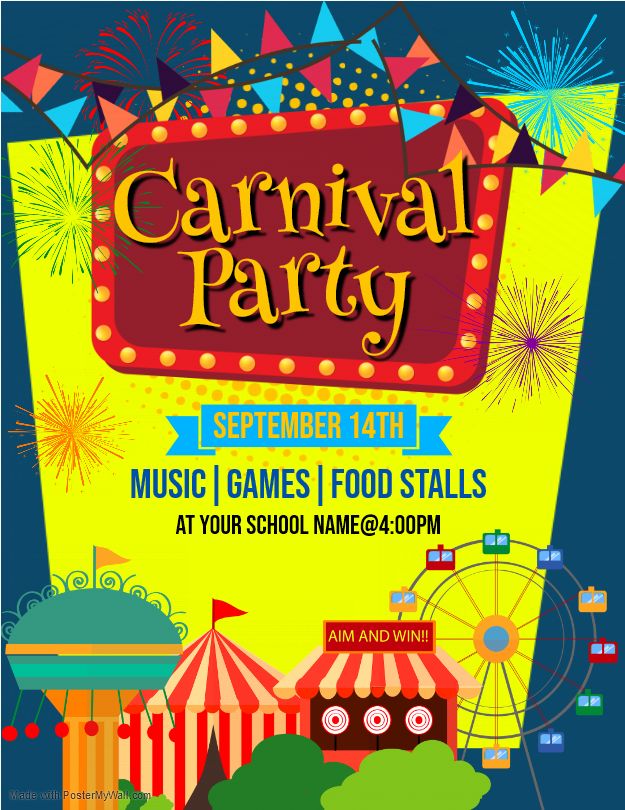 Carnival
Party
SEPTEMBER 14TH
MUSIC|GAMES|FOOD STALLS
AT YOUR SCHOOL NAME@4:00PM
AIM AND WIN!!
Made with PosterMyWall.com